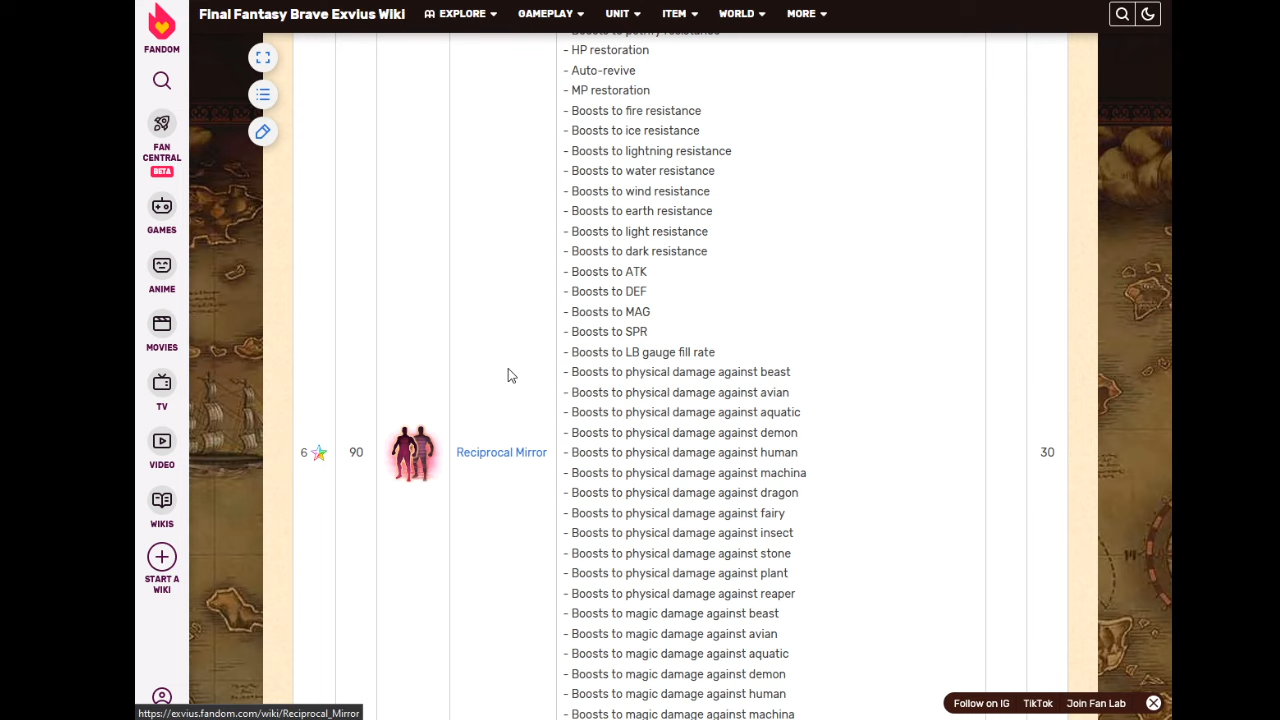 Final Fantasy Brave Exvius Wiki
EXPLORE
GAMEPLAY
UNIT
ITEM
WORLD
MORE
FANDOM
FAN CENTRAL
BETA
GAMES
ANIME
MOVIES
TV
VIDEO
WIKIS
START A WIKI
- Boosts to petrify resistance
- HP restoration
- Auto-revive
- MP restoration
- Boosts to fire resistance
- Boosts to ice resistance
- Boosts to lightning resistance
- Boosts to water resistance
- Boosts to wind resistance
- Boosts to earth resistance
- Boosts to light resistance
- Boosts to dark resistance
- Boosts to ATK
- Boosts to DEF
- Boosts to MAG
- Boosts to SPR
- Boosts to LB gauge fill rate
- Boosts to physical damage against beast
- Boosts to physical damage against avian
- Boosts to physical damage against aquatic
- Boosts to physical damage against demon
6 90 Reciprocal Mirror - Boosts to physical damage against human 30
- Boosts to physical damage against machina
- Boosts to physical damage against dragon
- Boosts to physical damage against fairy
- Boosts to physical damage against insect
- Boosts to physical damage against stone
- Boosts to physical damage against plant
- Boosts to physical damage against reaper
- Boosts to magic damage against beast
- Boosts to magic damage against avian
- Boosts to magic damage against aquatic
- Boosts to magic damage against demon
- Boosts to magic damage against human
- Boosts to magic damage against machina
Follow on IG TikTok Join Fan Lab
https://exvius.fandom.com/wiki/Reciprocal_Mirror